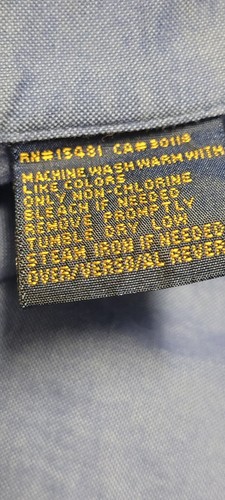 RN#15481 CA#30118
MACHINE WASH WARM WITH
LIKE COLORS
ONLY NON-CHLORINE
BLEACH IF NEEDED
REMOVE PROMPTLY
TUMBLE DRY LOW
STEAM IRON IF NEEDED
OVER/VERSO/AL REVER